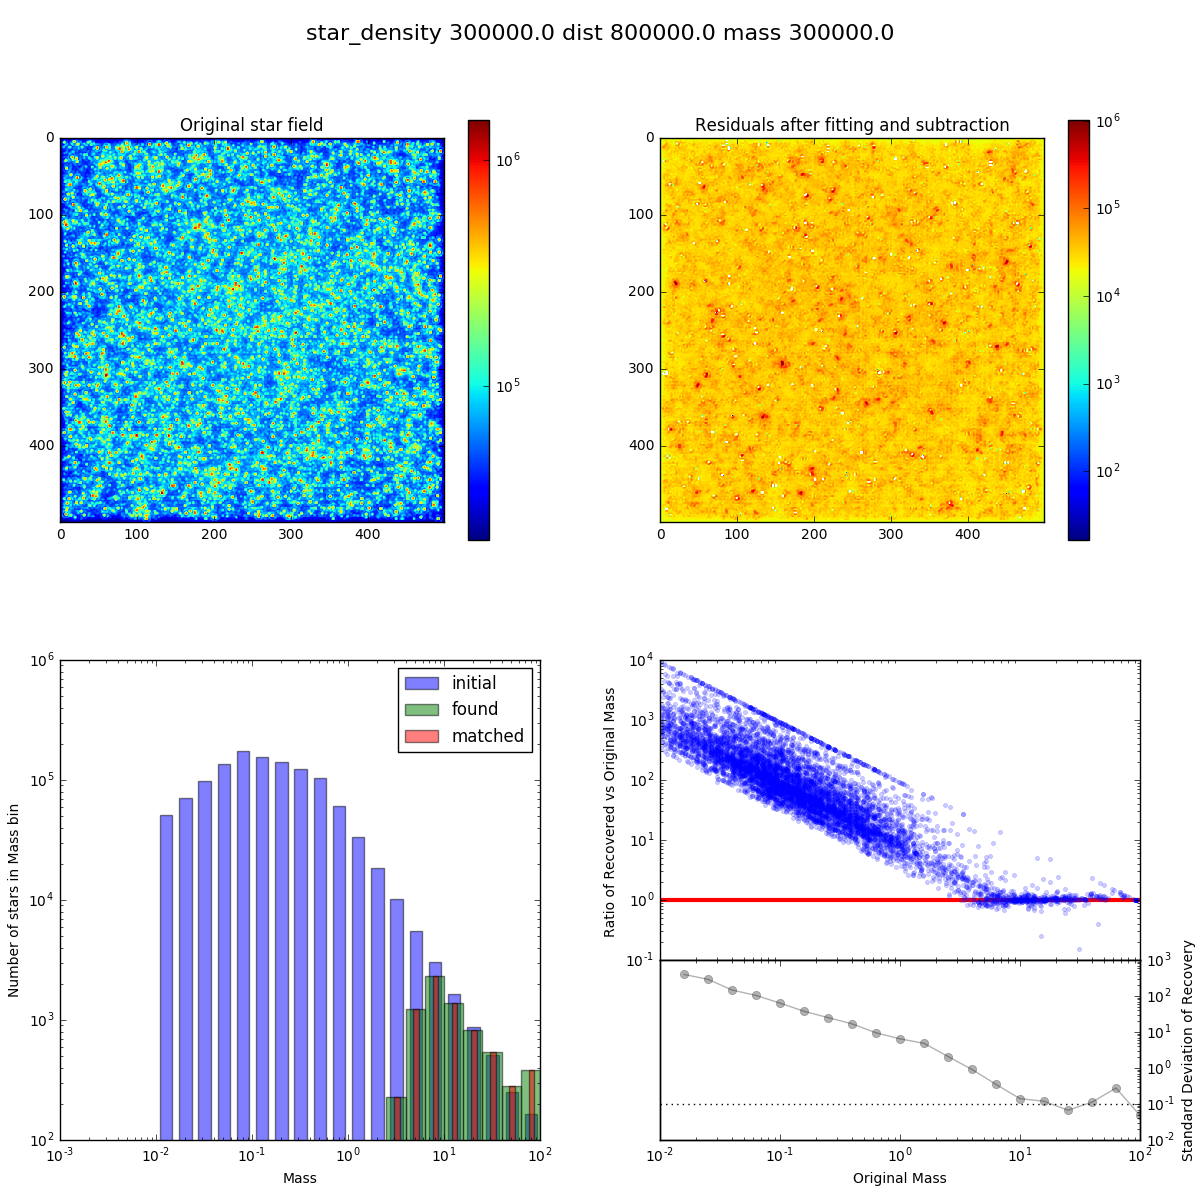 star_density 300000.0 dist 800000.0 mass 300000.0
Original star field
0
100
200
300
400
0 100 200 300 400
10^6
10^5
Residuals after fitting and subtraction
0
100
200
300
400
0 100 200 300 400
10^6
10^5
10^4
10^3
10^2
Number of stars in Mass bin
10^6
10^5
10^4
10^3
10^2
initial
found
matched
10^-3 10^-2 10^-1 10^0 10^1 10^2
Mass
Ratio of Recovered vs Original Mass
10^4
10^3
10^2
10^1
10^0
10^-1
10^3
10^2
10^1
10^0
10^-1
10^-2
Standard Deviation of Recovery
10^-2 10^-1 10^0 10^1 10^2
Original Mass